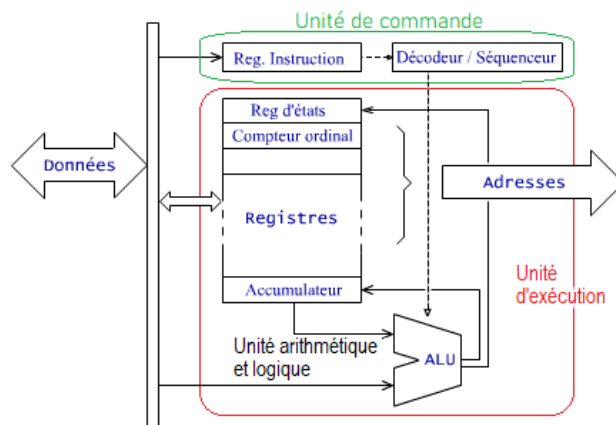 Unité de commande
Reg. Instruction
Décodeur / Séquenceur
Reg d'états
Compteur ordinal
Données
Adresses
Registres
Unité
d'exécution
Accumulateur
Unité arithmétique
et logique
ALU